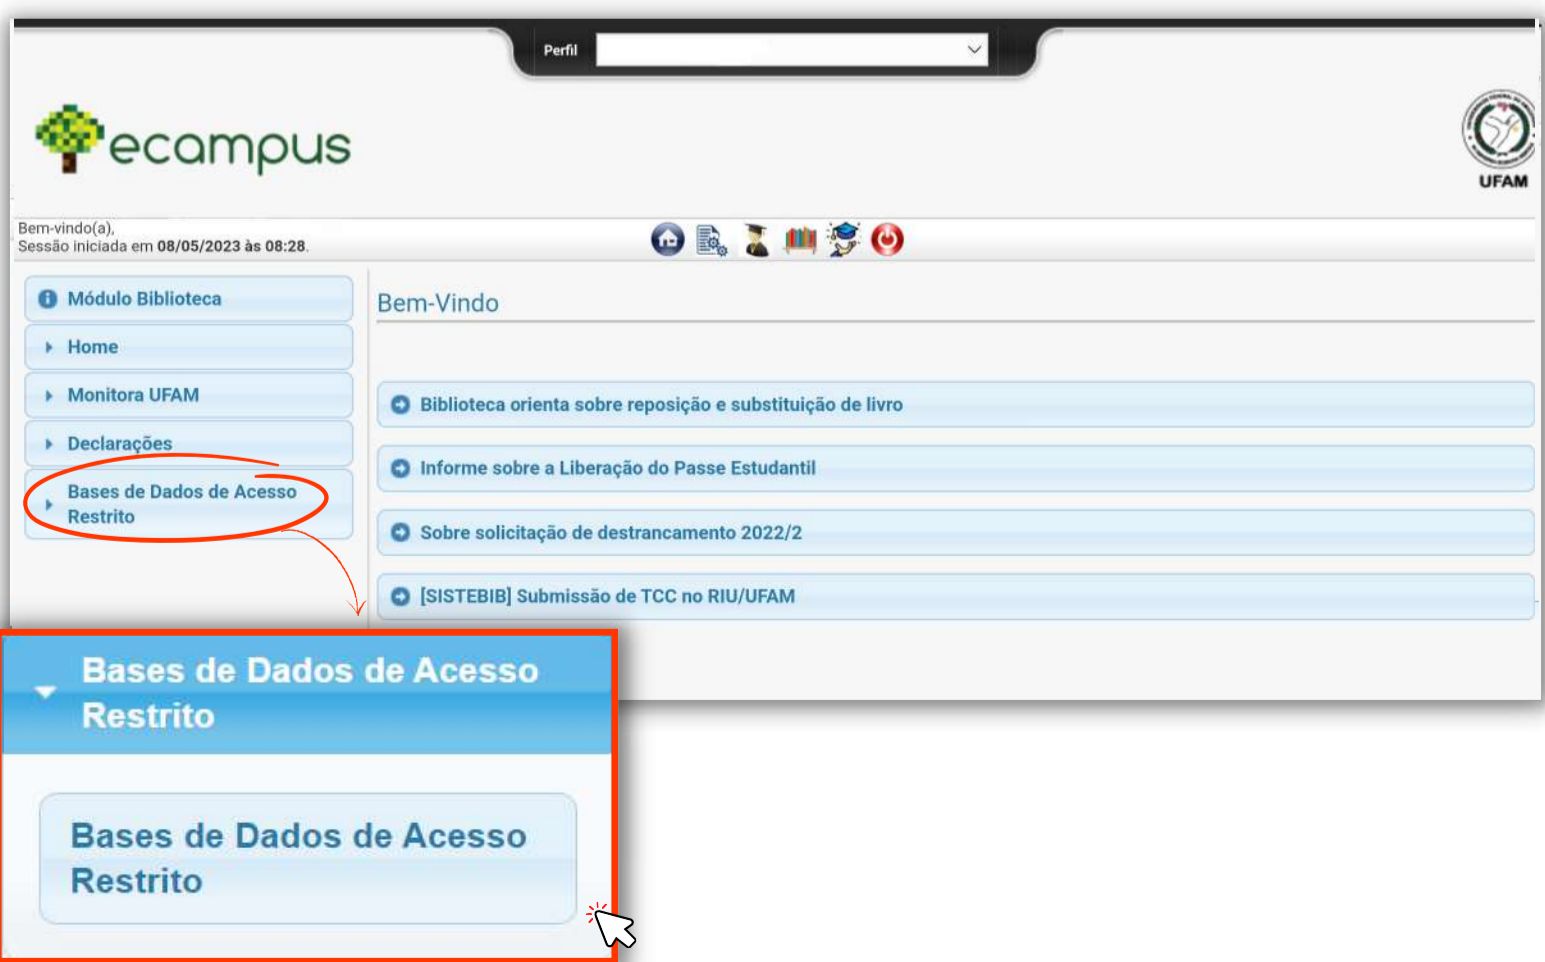 Perfil
ecampus
UFAM
Bem-vindo(a),
Sessão iniciada em 08/05/2023 às 08:28.
Módulo Biblioteca
Home
Monitora UFAM
Declarações
Bases de Dados de Acesso
Restrito
Bem-Vindo
Biblioteca orienta sobre reposição e substituição de livro
Informe sobre a Liberação do Passe Estudantil
Sobre solicitação de destrancamento 2022/2
[SISTEBIB] Submissão de TCC no RIU/UFAM
Bases de Dados de Acesso
Restrito
Bases de Dados de Acesso
Restrito